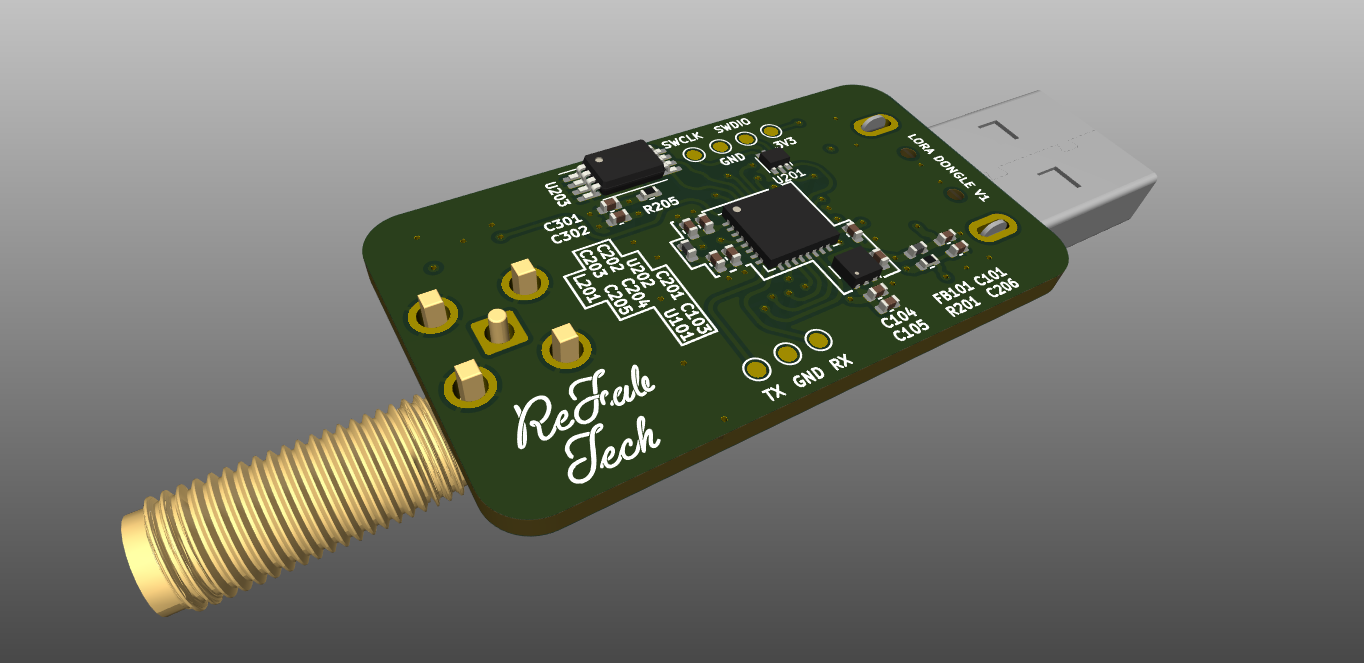 SWCLK
SWDIO
GND
3V3
U201
LORA DONGLE V1
U203
R205
C301
C302
C203
C202
L201
U202
C205
C204
C201
U101
C103
C104
C105
FB101 C101
R201 C206
TX GND RX
Tech